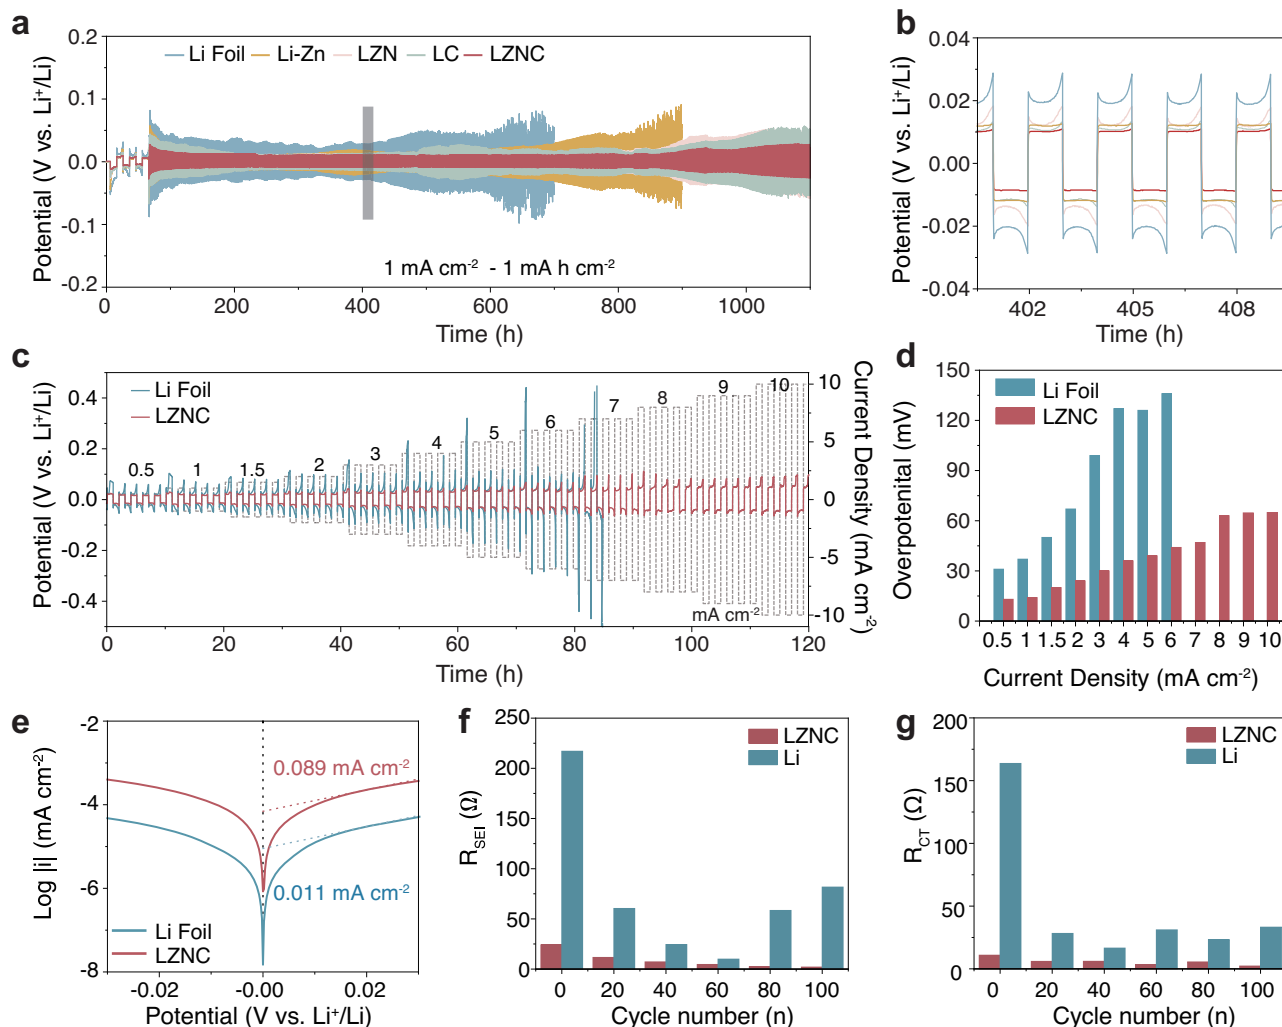 a
0.2
0.1
0.0
-0.1
-0.2
Potential (V vs. Li⁺/Li)
Li Foil Li-Zn LZN LC LZNC
1 mA cm⁻² - 1 mA h cm⁻²
0 200 400 600 800 1000
Time (h)
b
0.04
0.02
0.00
-0.02
-0.04
Potential (V vs. Li⁺/Li)
402 405 408
Time (h)
c
0.4
0.2
0.0
-0.2
-0.4
Potential (V vs. Li⁺/Li)
Li Foil
LZNC
0.5 1 1.5 2 3 4 5 6 7 8 9 10
mA cm⁻²
10
5
0
-5
-10
Current Density (mA cm⁻²)
0 20 40 60 80 100 120
Time (h)
d
150
120
90
60
30
0
Overpotenital (mV)
Li Foil
LZNC
0.5 1 1.5 2 3 4 5 6 7 8 9 10
Current Density (mA cm⁻²)
e
-2
-4
-6
-8
Log |i| (mA cm⁻²)
0.089 mA cm⁻²
0.011 mA cm⁻²
Li Foil
LZNC
-0.02 -0.00 0.02
Potential (V vs. Li⁺/Li)
f
250
200
150
100
50
0
R_SEI (Ω)
LZNC
Li
0 20 40 60 80 100
Cycle number (n)
g
200
150
100
50
0
R_CT (Ω)
LZNC
Li
0 20 40 60 80 100
Cycle number (n)